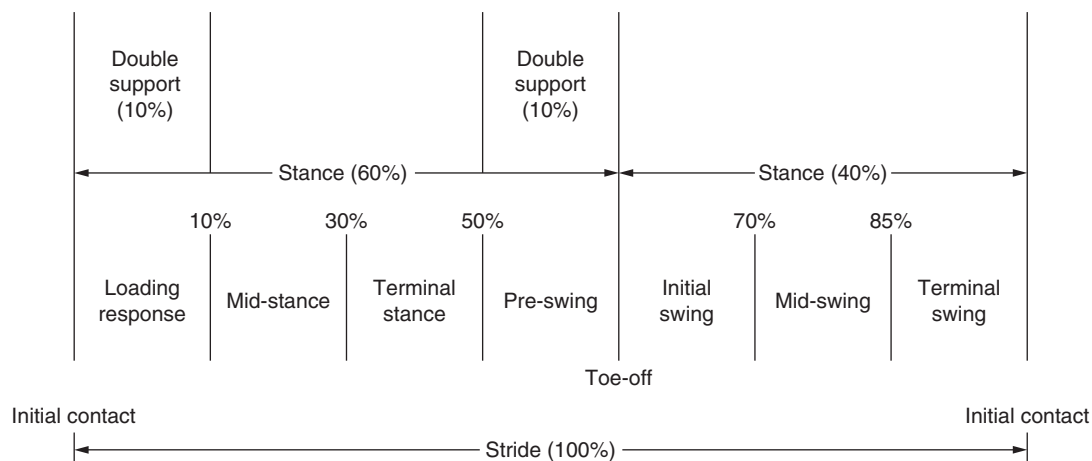 Double
support
(10%)
Double
support
(10%)
Stance (60%)
Stance (40%)
10%
30%
50%
70%
85%
Loading
response
Mid-stance
Terminal
stance
Pre-swing
Initial
swing
Mid-swing
Terminal
swing
Toe-off
Initial contact
Initial contact
Stride (100%)